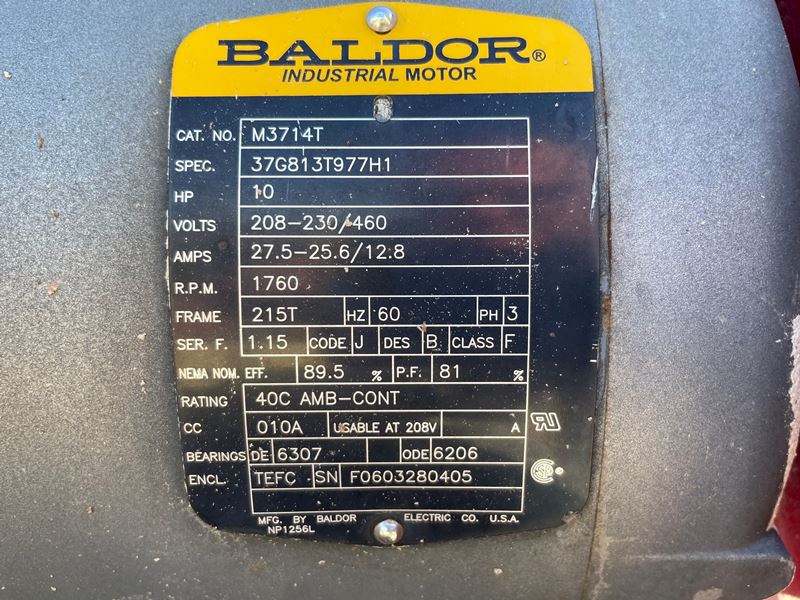 BALDOR®
INDUSTRIAL MOTOR
CAT. NO. M3714T
SPEC. 37G813T977H1
HP 10
VOLTS 208-230/460
AMPS 27.5-25.6/12.8
R.P.M. 1760
FRAME 215T HZ 60 PH 3
SER. F. 1.15 CODE J DES B CLASS F
NEMA NOM. EFF. 89.5 % P.F. 81 %
RATING 40C AMB-CONT
CC 010A USABLE AT 208V A
BEARINGS DE 6307 ODE 6206
ENCL. TEFC SN F0603280405
MFG. BY BALDOR ELECTRIC CO. U.S.A.
NP1256L